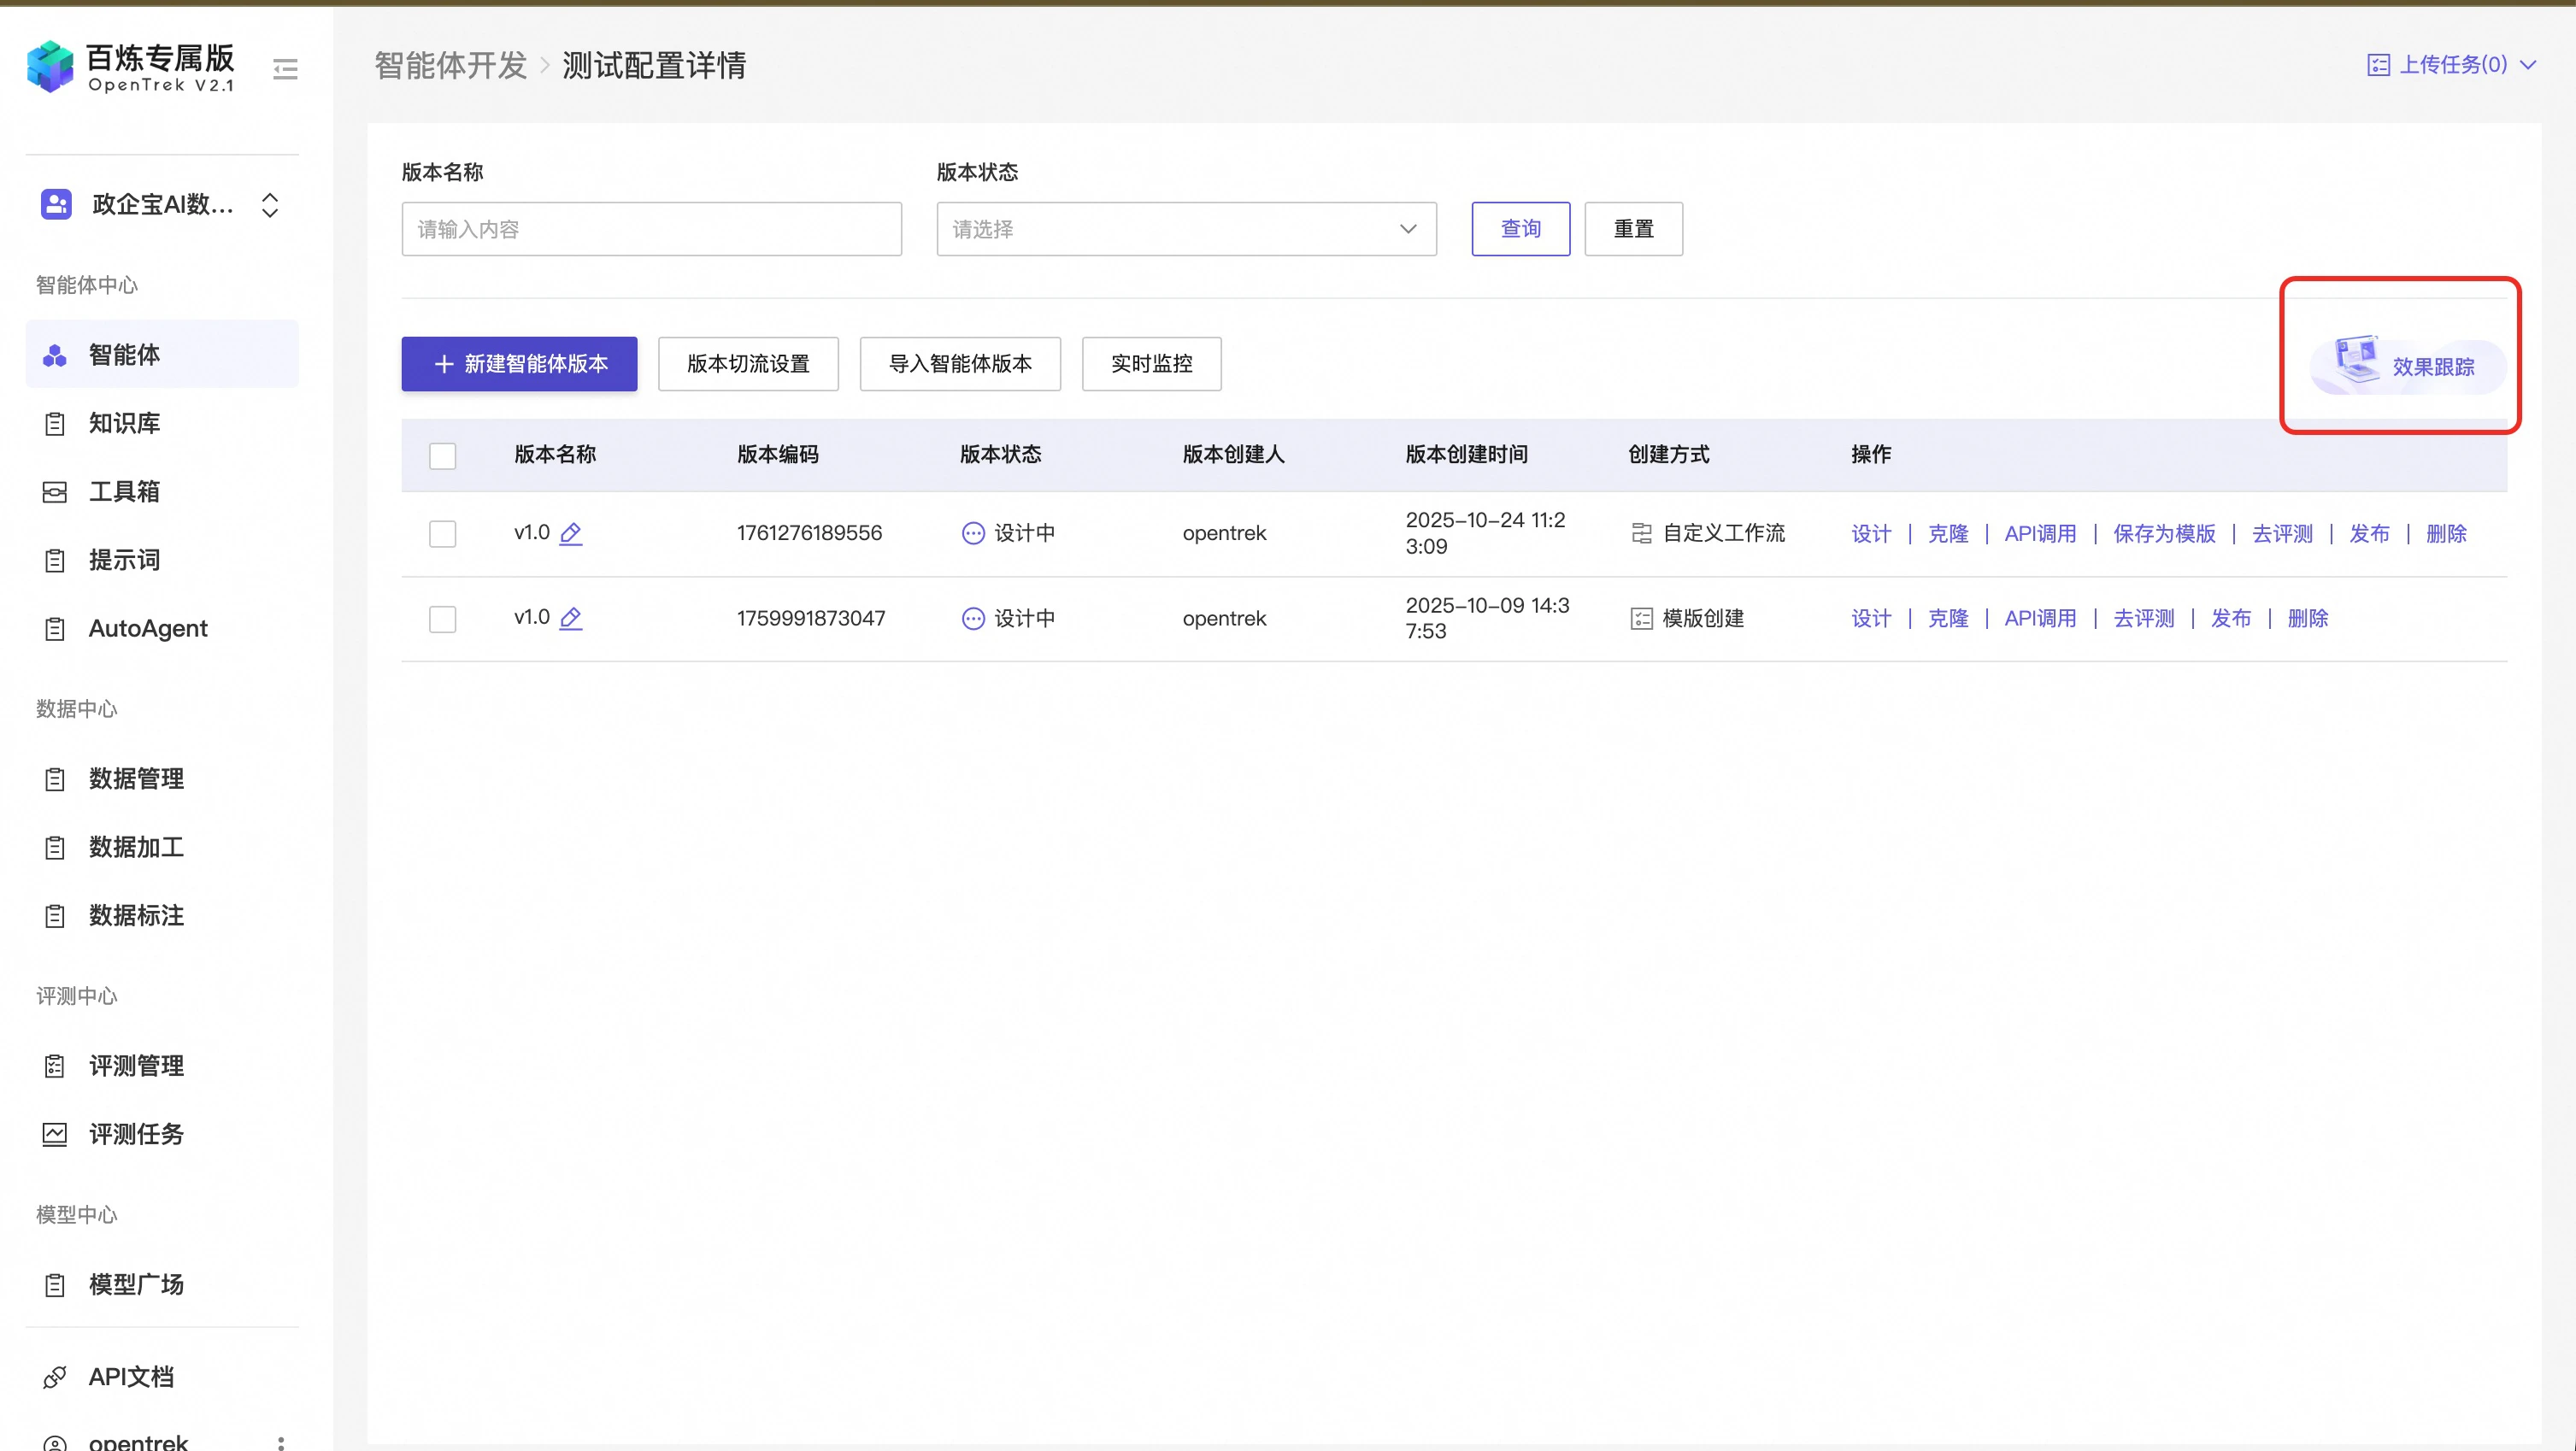 百炼专属版
OpenTrek V2.1
智能体开发 > 测试配置详情
上传任务(0)
政企宝AI数...
智能体中心
智能体
知识库
工具箱
提示词
AutoAgent
数据中心
数据管理
数据加工
数据标注
评测中心
评测管理
评测任务
模型中心
模型广场
API文档
opentrek
版本名称 版本状态
请输入内容 请选择 查询 重置
新建智能体版本 版本切流设置 导入智能体版本 实时监控 效果跟踪
版本名称 版本编码 版本状态 版本创建人 版本创建时间 创建方式 操作
v1.0 1761276189556 设计中 opentrek 2025-10-24 11:2 自定义工作流 设计 | 克隆 | API调用 | 保存为模版 | 去评测 | 发布 | 删除
3:09
v1.0 1759991873047 设计中 opentrek 2025-10-09 14:3 模版创建 设计 | 克隆 | API调用 | 去评测 | 发布 | 删除
7:53